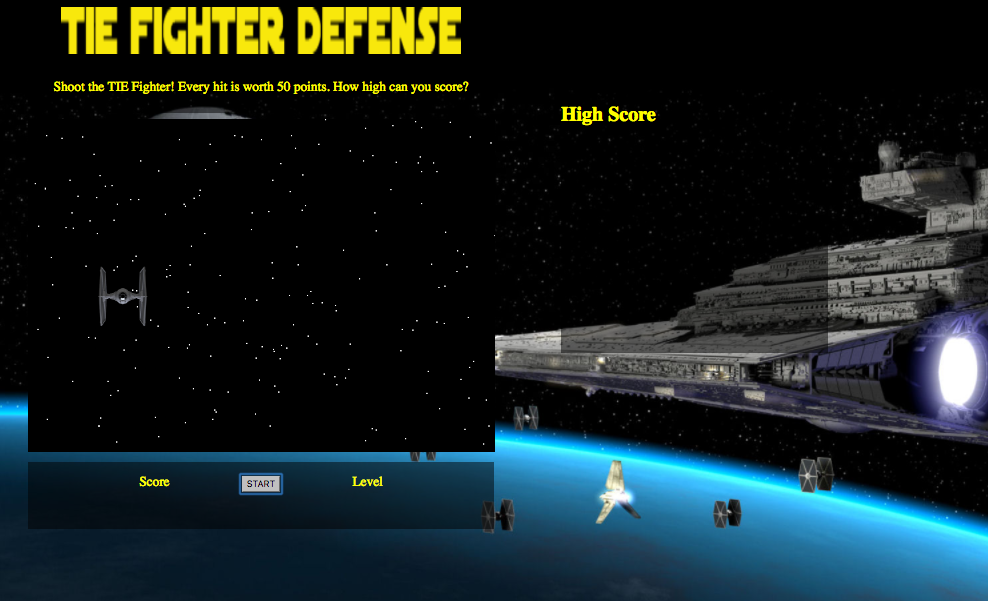 TIE FIGHTER DEFENSE
Shoot the TIE Fighter! Every hit is worth 50 points. How high can you score?
High Score
Score
START
Level